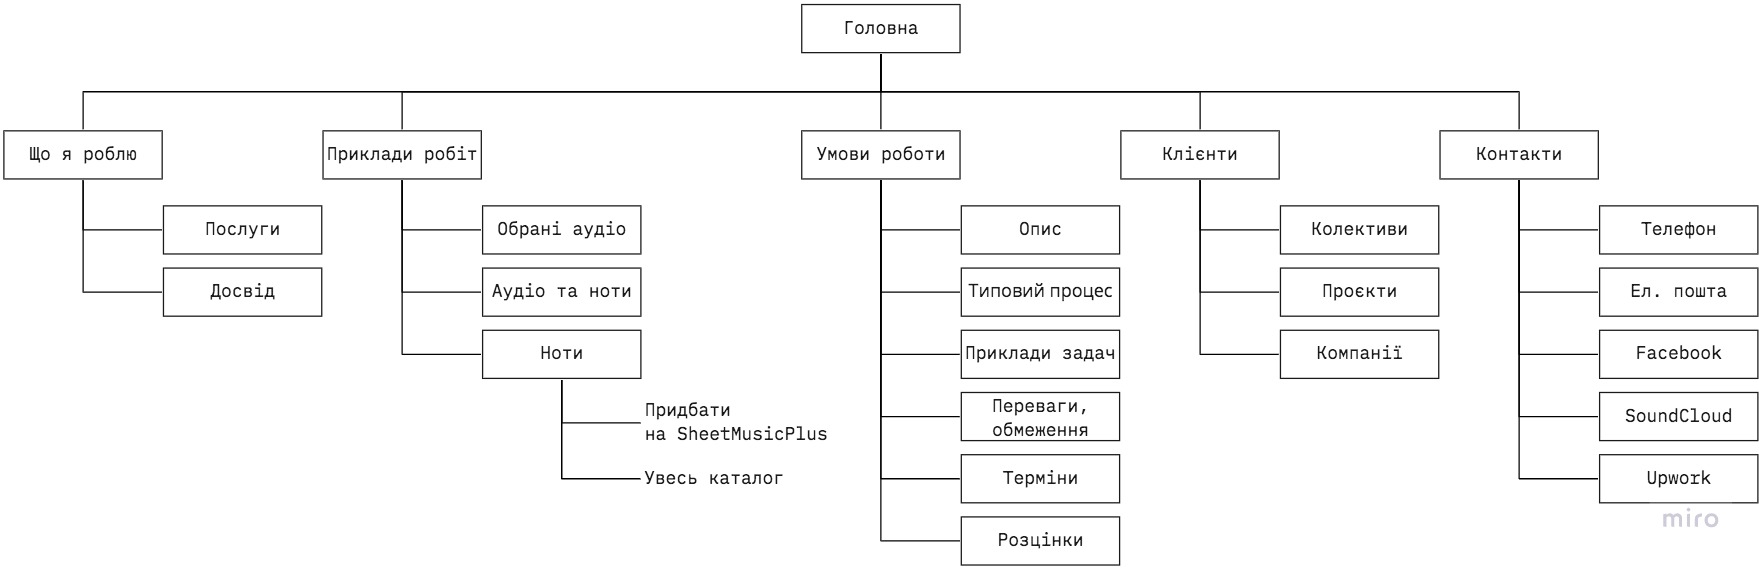 Головна
Що я роблю
Приклади робіт
Умови роботи
Клієнти
Контакти
Послуги
Досвід
Обрані аудіо
Аудіо та ноти
Ноти
Придбати
на SheetMusicPlus
Увесь каталог
Опис
Типовий процес
Приклади задач
Переваги,
обмеження
Терміни
Розцінки
Колективи
Проєкти
Компанії
Телефон
Ел. пошта
Facebook
SoundCloud
Upwork
miro